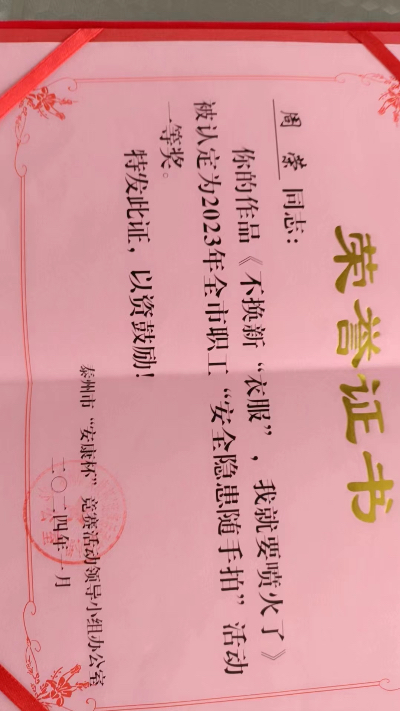 荣誉证书
周荣 同志：
你的作品《不换新“衣服”，我就要喷火了》
被认定为2023年全市职工“安全隐患随手拍”活动
一等奖。
特发此证，以资鼓励！
泰州市“安康杯”竞赛活动领导小组办公室
二〇二四年一月